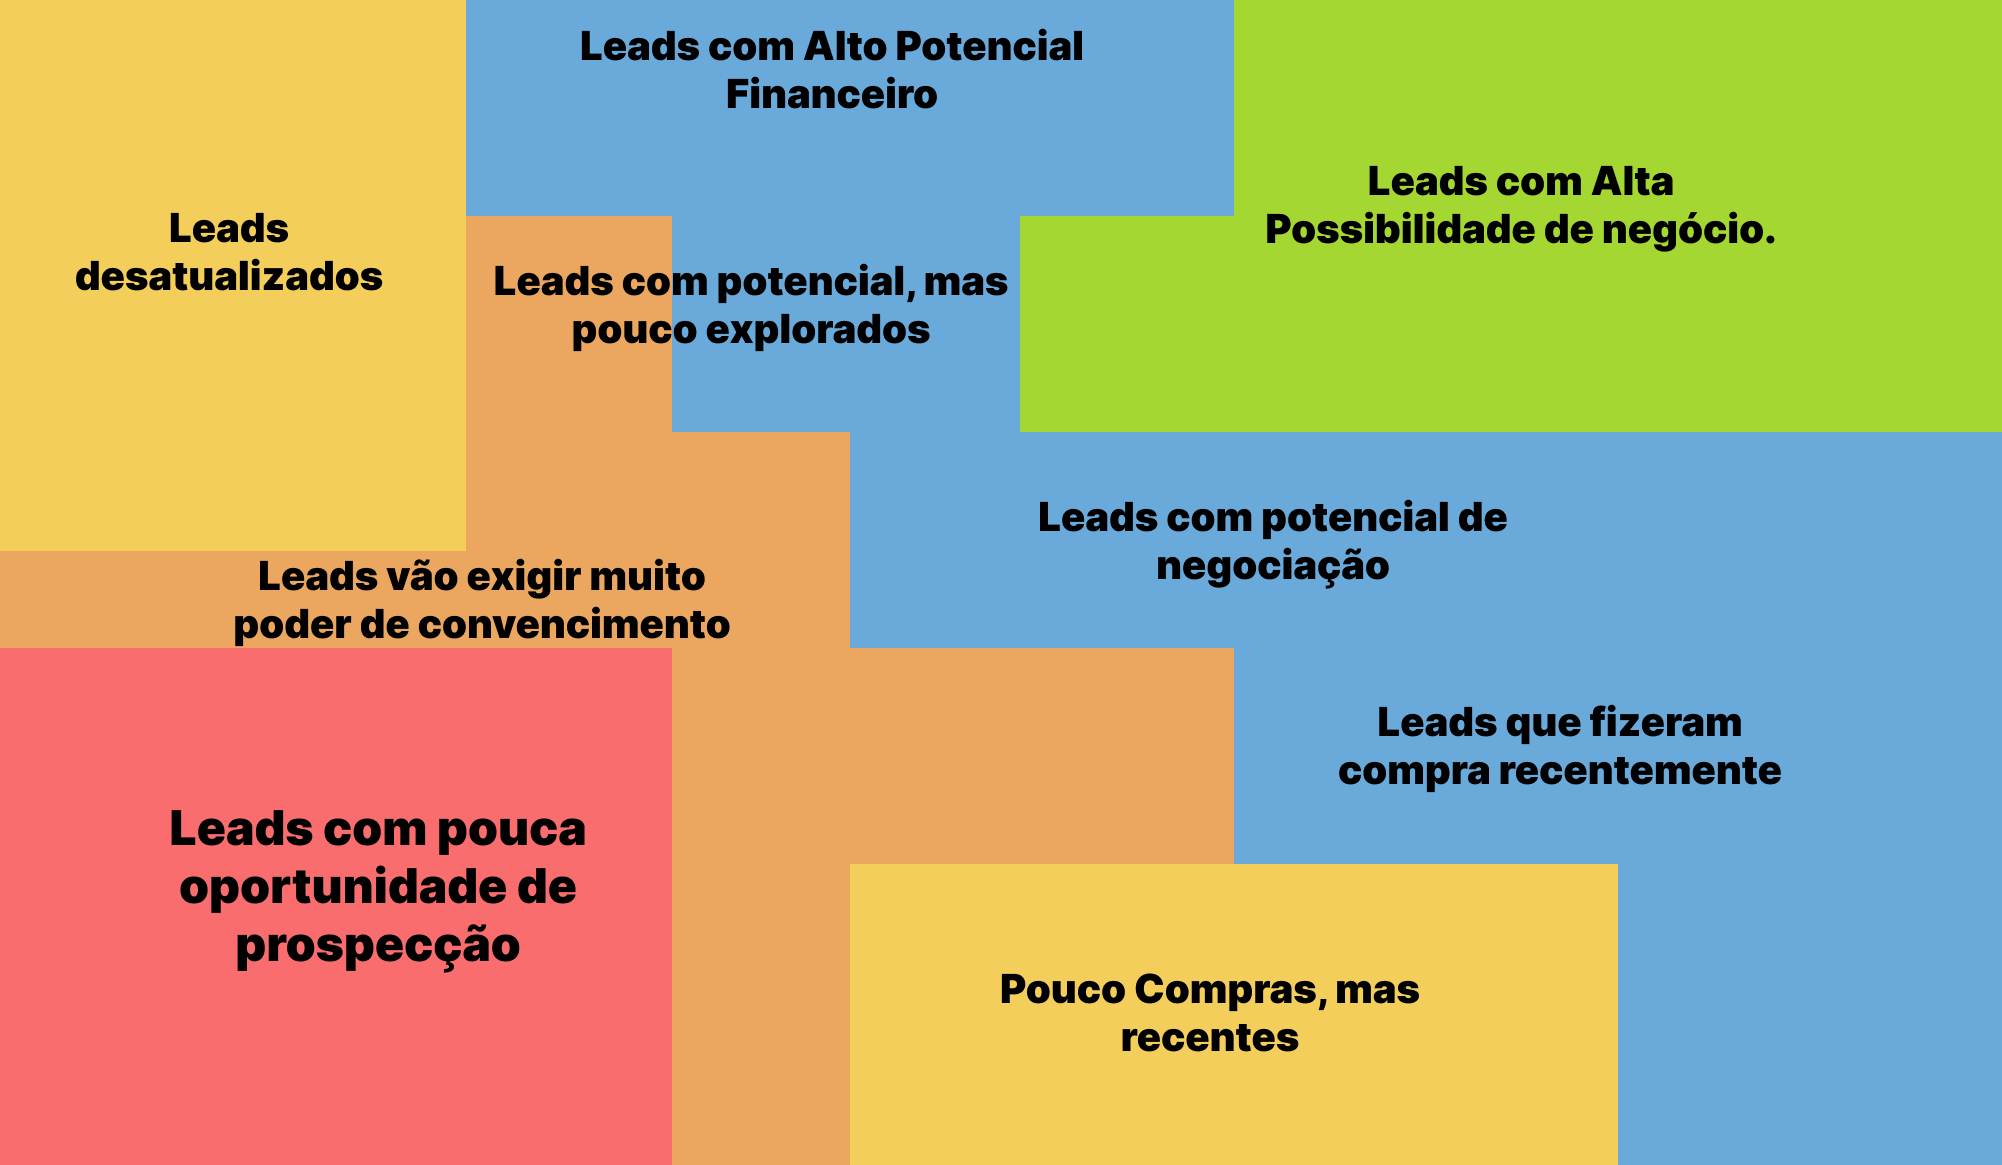 Leads com Alto Potencial
Financeiro
Leads com Alta
Possibilidade de negócio.
Leads
desatualizados
Leads com potencial, mas
pouco explorados
Leads com potencial de
negociação
Leads vão exigir muito
poder de convencimento
Leads que fizeram
compra recentemente
Leads com pouca
oportunidade de
prospecção
Pouco Compras, mas
recentes